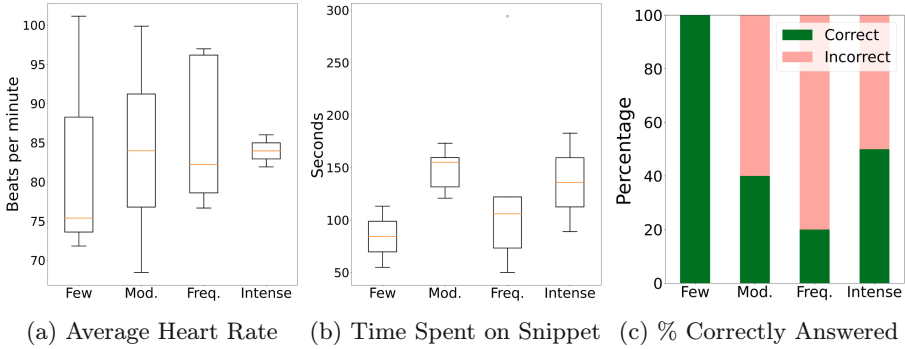 Beats per minute
100
95
90
85
80
75
70
Few Mod. Freq. Intense
(a) Average Heart Rate
Seconds
300
250
200
150
100
50
Few Mod. Freq. Intense
(b) Time Spent on Snippet
Percentage
100
80
60
40
20
0
Correct
Incorrect
Few Mod. Freq. Intense
(c) % Correctly Answered